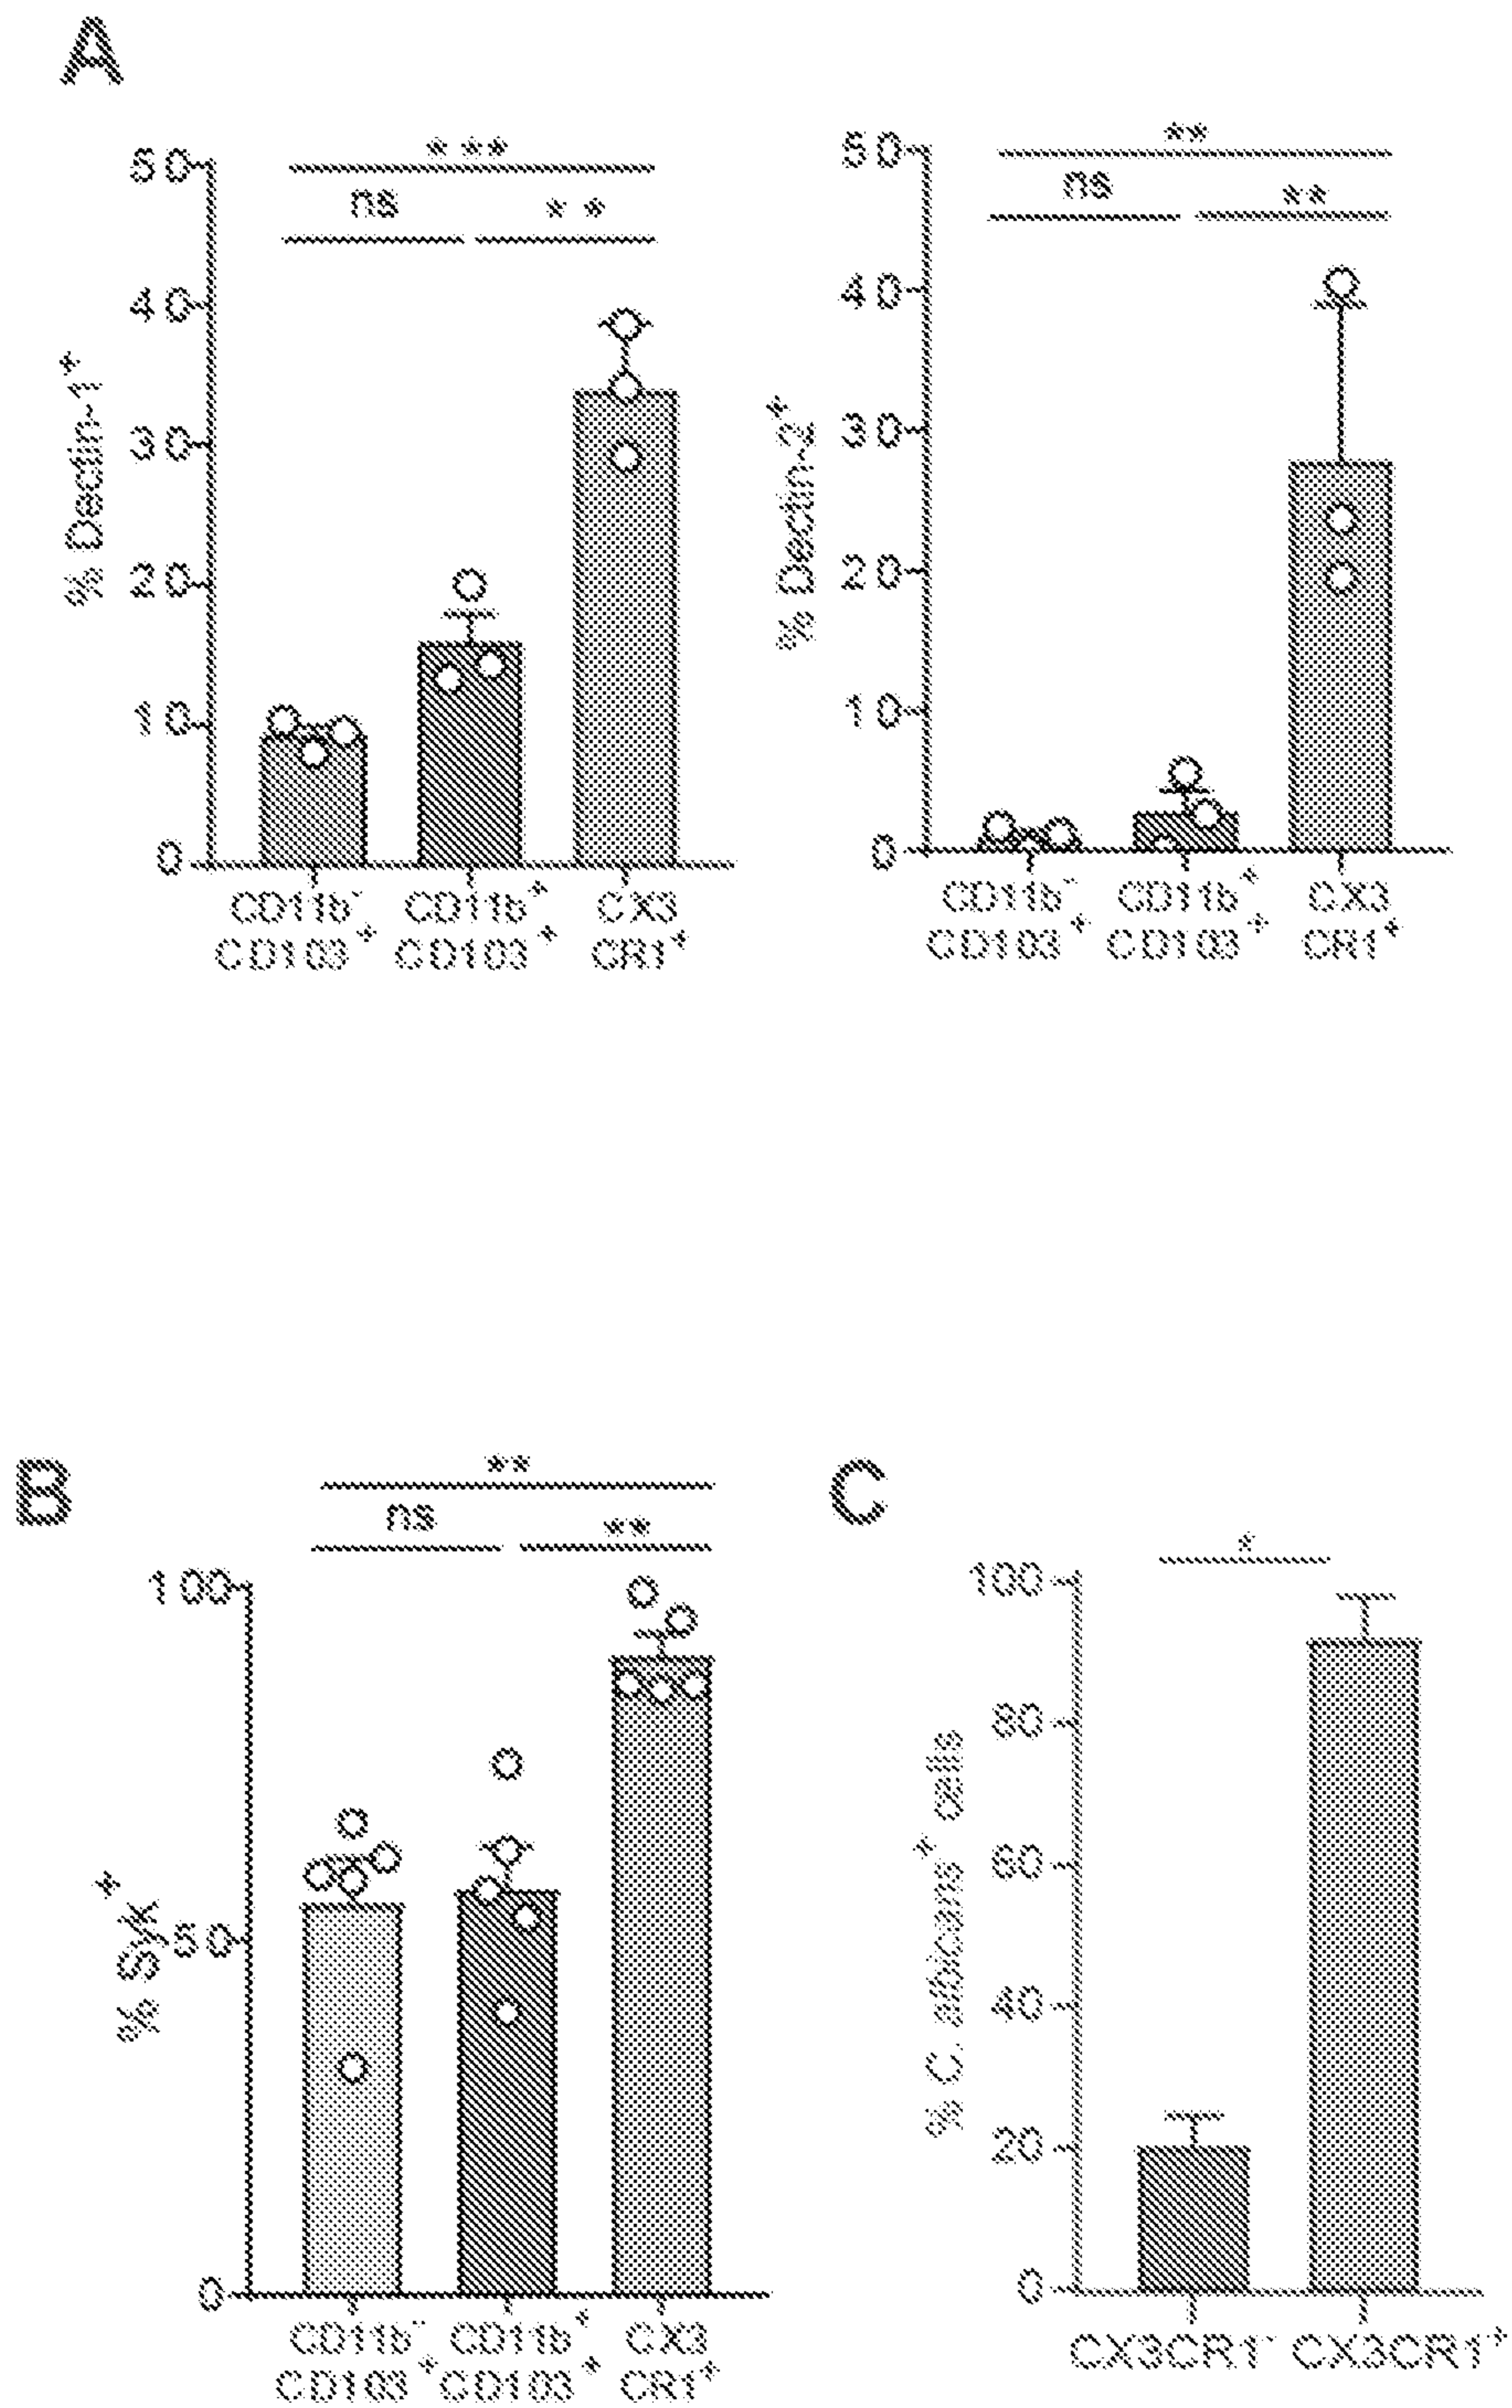 A
% Dectin-1+
50
40
30
20
10
0
***
ns
**
CD11b-
CD103+
CD11b+
CD103+
CX3
CR1+
% Dectin-2+
50
40
30
20
10
0
**
ns
**
CD11b-
CD103+
CD11b+
CD103+
CX3
CR1+
B
% Syk+
100
50
0
**
ns
**
CD11b-
CD103+
CD11b+
CD103+
CX3
CR1+
C
% C. albicans+ cells
100
80
60
40
20
0
*
CX3CR1-
CX3CR1+